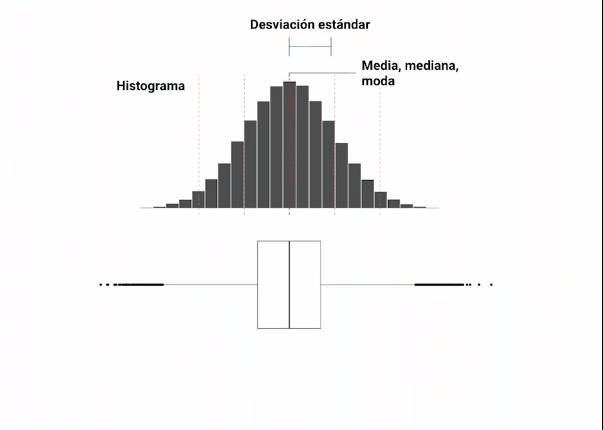 Desviación estándar
Media, mediana,
moda
Histograma